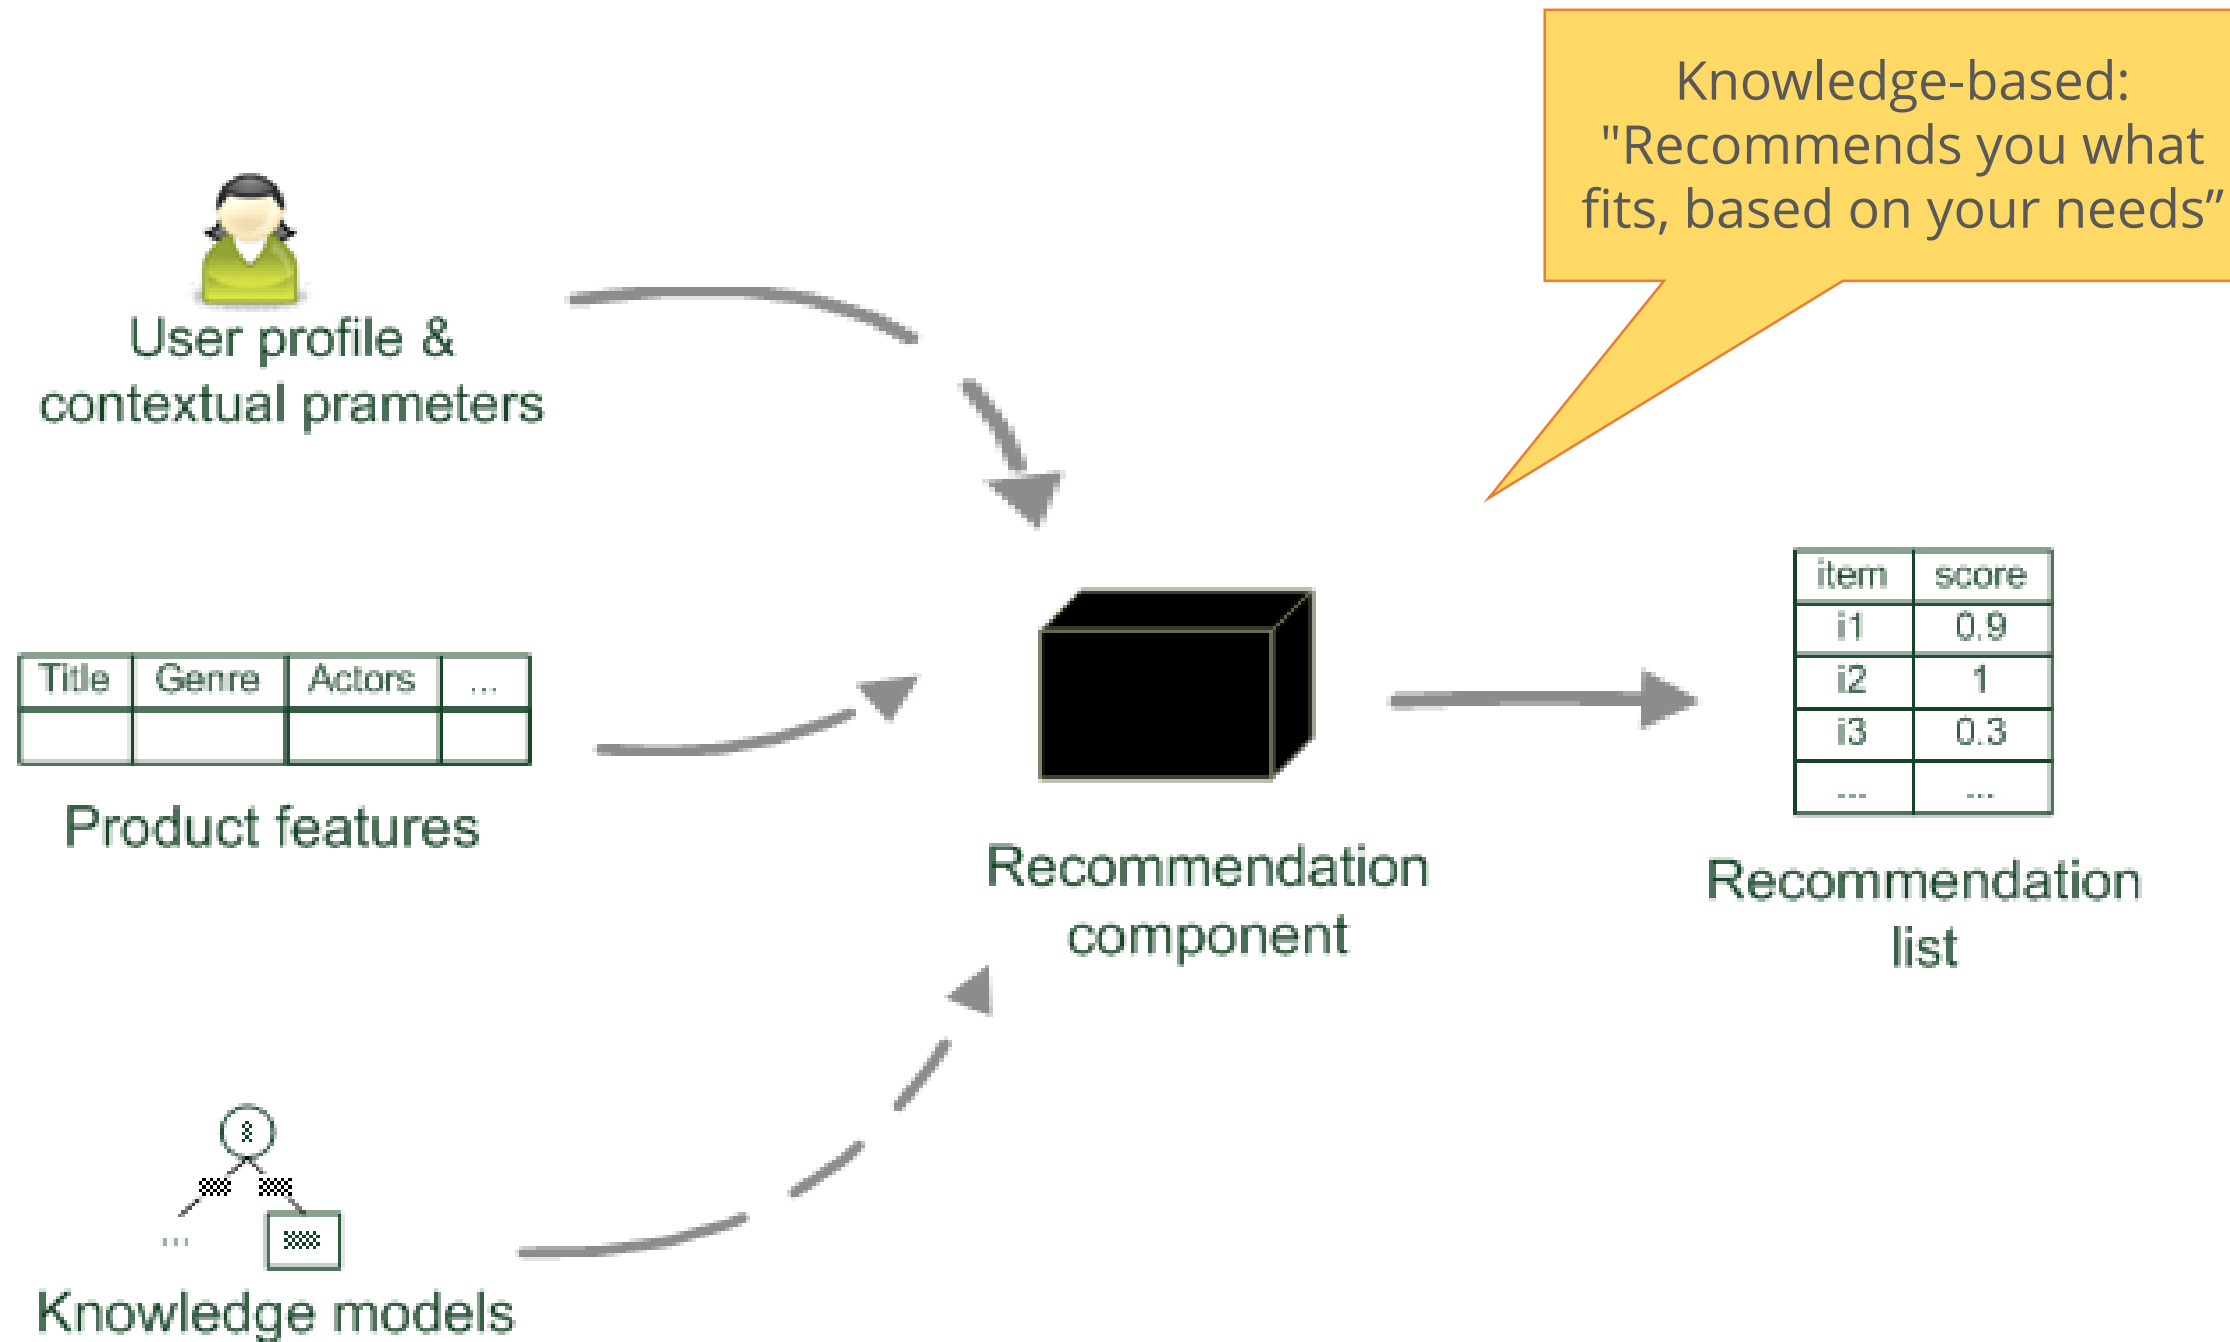 Knowledge-based:
"Recommends you what
fits, based on your needs”
User profile &
contextual prameters
Title Genre Actors ...
Product features
Knowledge models
Recommendation
component
item score
i1 0.9
i2 1
i3 0.3
... ...
Recommendation
list
...